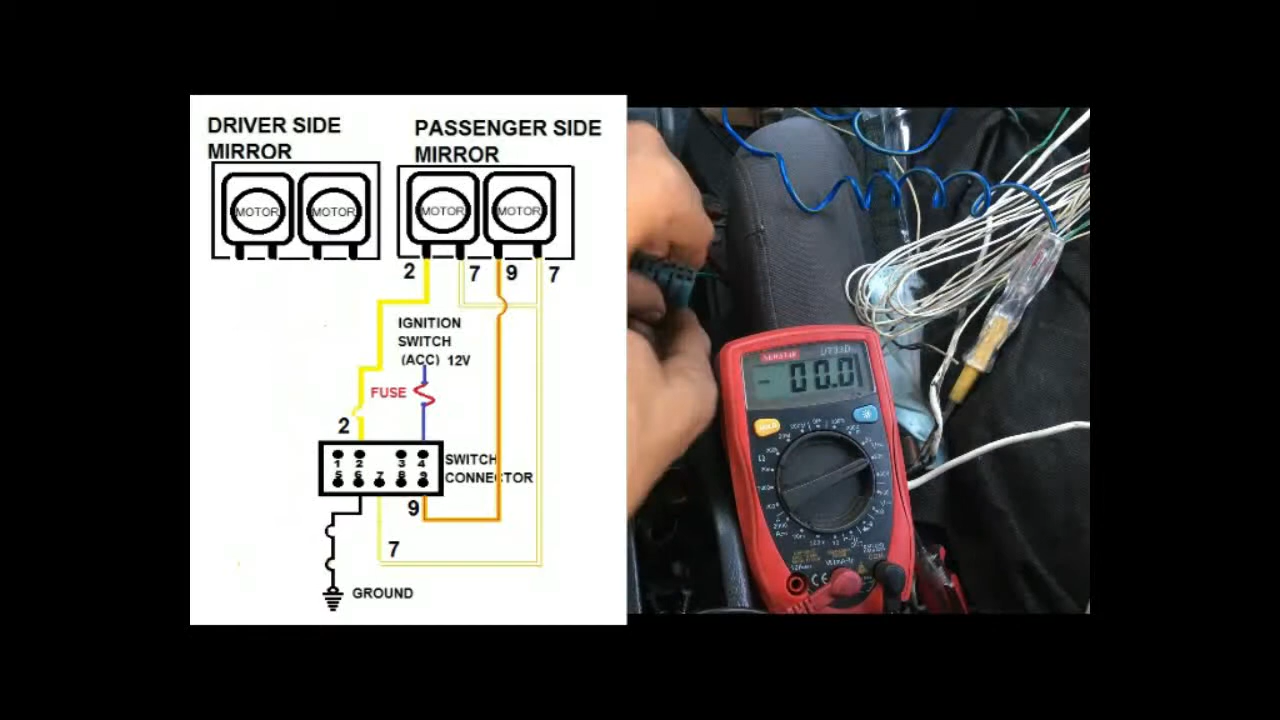 DRIVER SIDE
MIRROR
PASSENGER SIDE
MIRROR
MOTOR
MOTOR
MOTOR
MOTOR
2
7
9
7
IGNITION
SWITCH
(ACC) 12V
FUSE
2
1 2 3 4
5 6 7 8 9
SWITCH
CONNECTOR
9
7
GROUND
- 00.0
HOLD